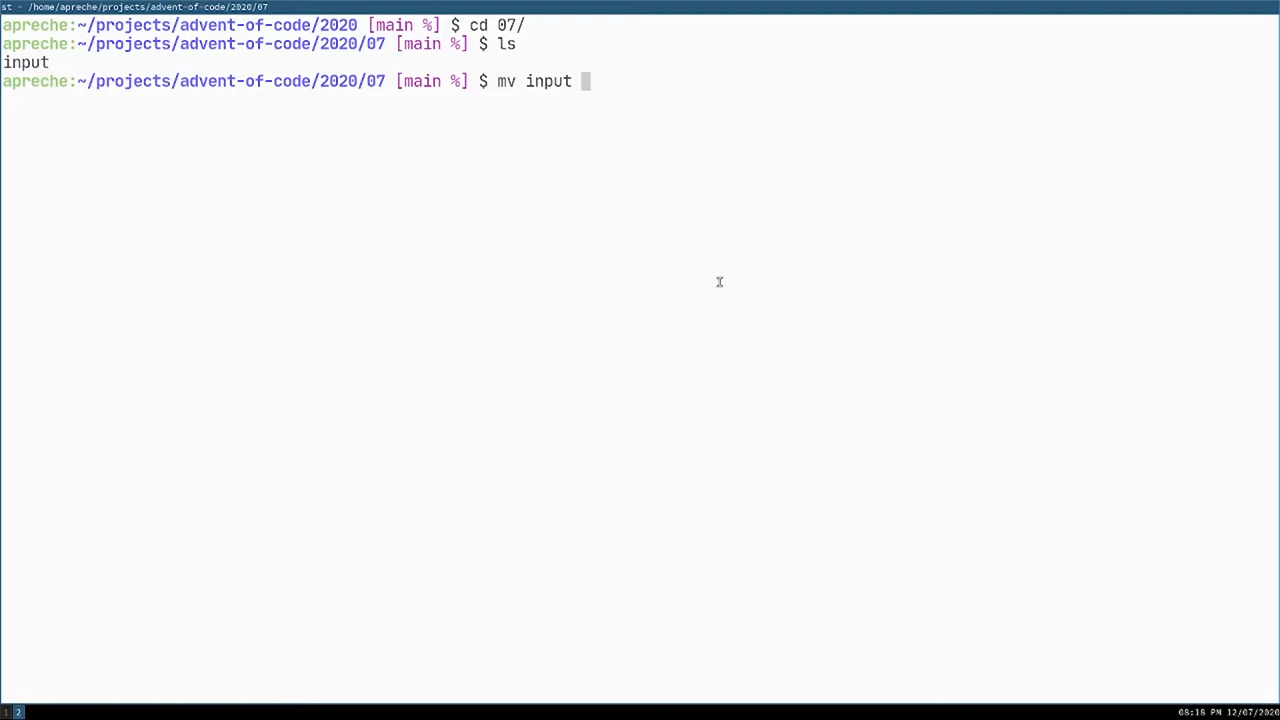 st - /home/apreche/projects/advent-of-code/2020/07
apreche:~/projects/advent-of-code/2020 [main %] $ cd 07/
apreche:~/projects/advent-of-code/2020/07 [main %] $ ls
input
apreche:~/projects/advent-of-code/2020/07 [main %] $ mv input
1 2 08:18 PM 12/07/2020